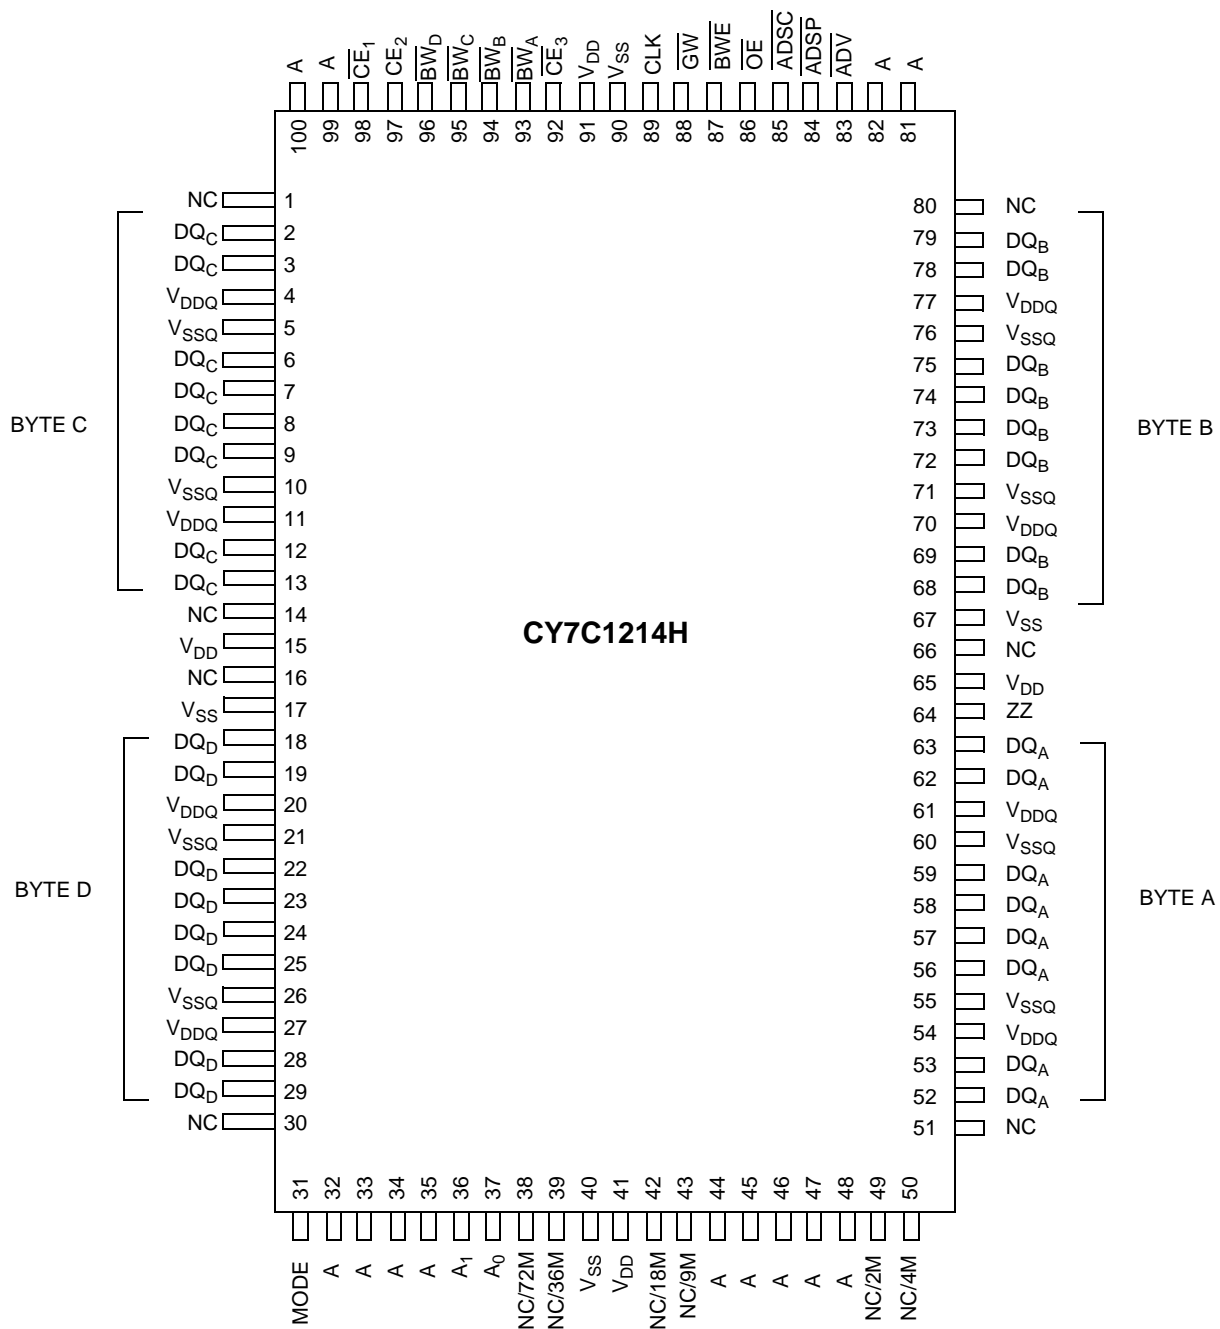 A A CE1 CE2 BWD BWC BWB BWA CE3 VDD VSS CLK GW BWE OE ADSC ADSP ADV A A
100 99 98 97 96 95 94 93 92 91 90 89 88 87 86 85 84 83 82 81
NC 1 80 NC
DQC 2 79 DQB
DQC 3 78 DQB
VDDQ 4 77 VDDQ
VSSQ 5 76 VSSQ
DQC 6 75 DQB
DQC 7 74 DQB
BYTE C DQC 8 73 DQB BYTE B
DQC 9 72 DQB
VSSQ 10 71 VSSQ
VDDQ 11 70 VDDQ
DQC 12 69 DQB
DQC 13 68 DQB
NC 14 67 VSS
CY7C1214H
VDD 15 66 NC
NC 16 65 VDD
VSS 17 64 ZZ
DQD 18 63 DQA
DQD 19 62 DQA
VDDQ 20 61 VDDQ
VSSQ 21 60 VSSQ
DQD 22 59 DQA
BYTE D DQD 23 58 DQA BYTE A
DQD 24 57 DQA
DQD 25 56 DQA
VSSQ 26 55 VSSQ
VDDQ 27 54 VDDQ
DQD 28 53 DQA
DQD 29 52 DQA
NC 30 51 NC
31 32 33 34 35 36 37 38 39 40 41 42 43 44 45 46 47 48 49 50
MODE A A A A A1 A0 NC/72M NC/36M VSS VDD NC/18M NC/9M A A A A A NC/2M NC/4M